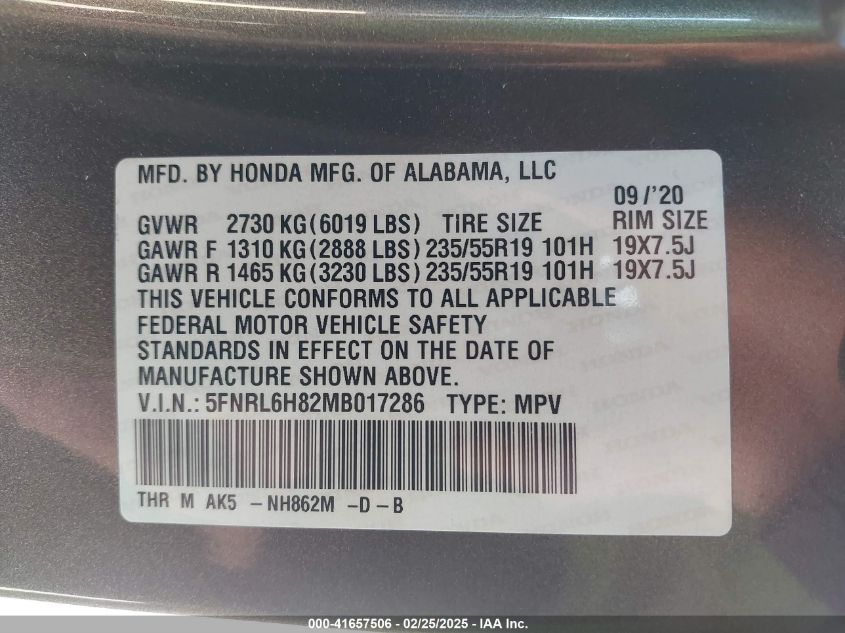 MFD. BY HONDA MFG. OF ALABAMA, LLC
09/'20
GVWR 2730 KG(6019 LBS) TIRE SIZE RIM SIZE
GAWR F 1310 KG(2888 LBS) 235/55R19 101H 19X7.5J
GAWR R 1465 KG(3230 LBS) 235/55R19 101H 19X7.5J
THIS VEHICLE CONFORMS TO ALL APPLICABLE
FEDERAL MOTOR VEHICLE SAFETY
STANDARDS IN EFFECT ON THE DATE OF
MANUFACTURE SHOWN ABOVE.
V.I.N.: 5FNRL6H82MB017286 TYPE: MPV
THR M AK5 -NH862M -D-B
000-41657506 - 02/25/2025 - IAA Inc.